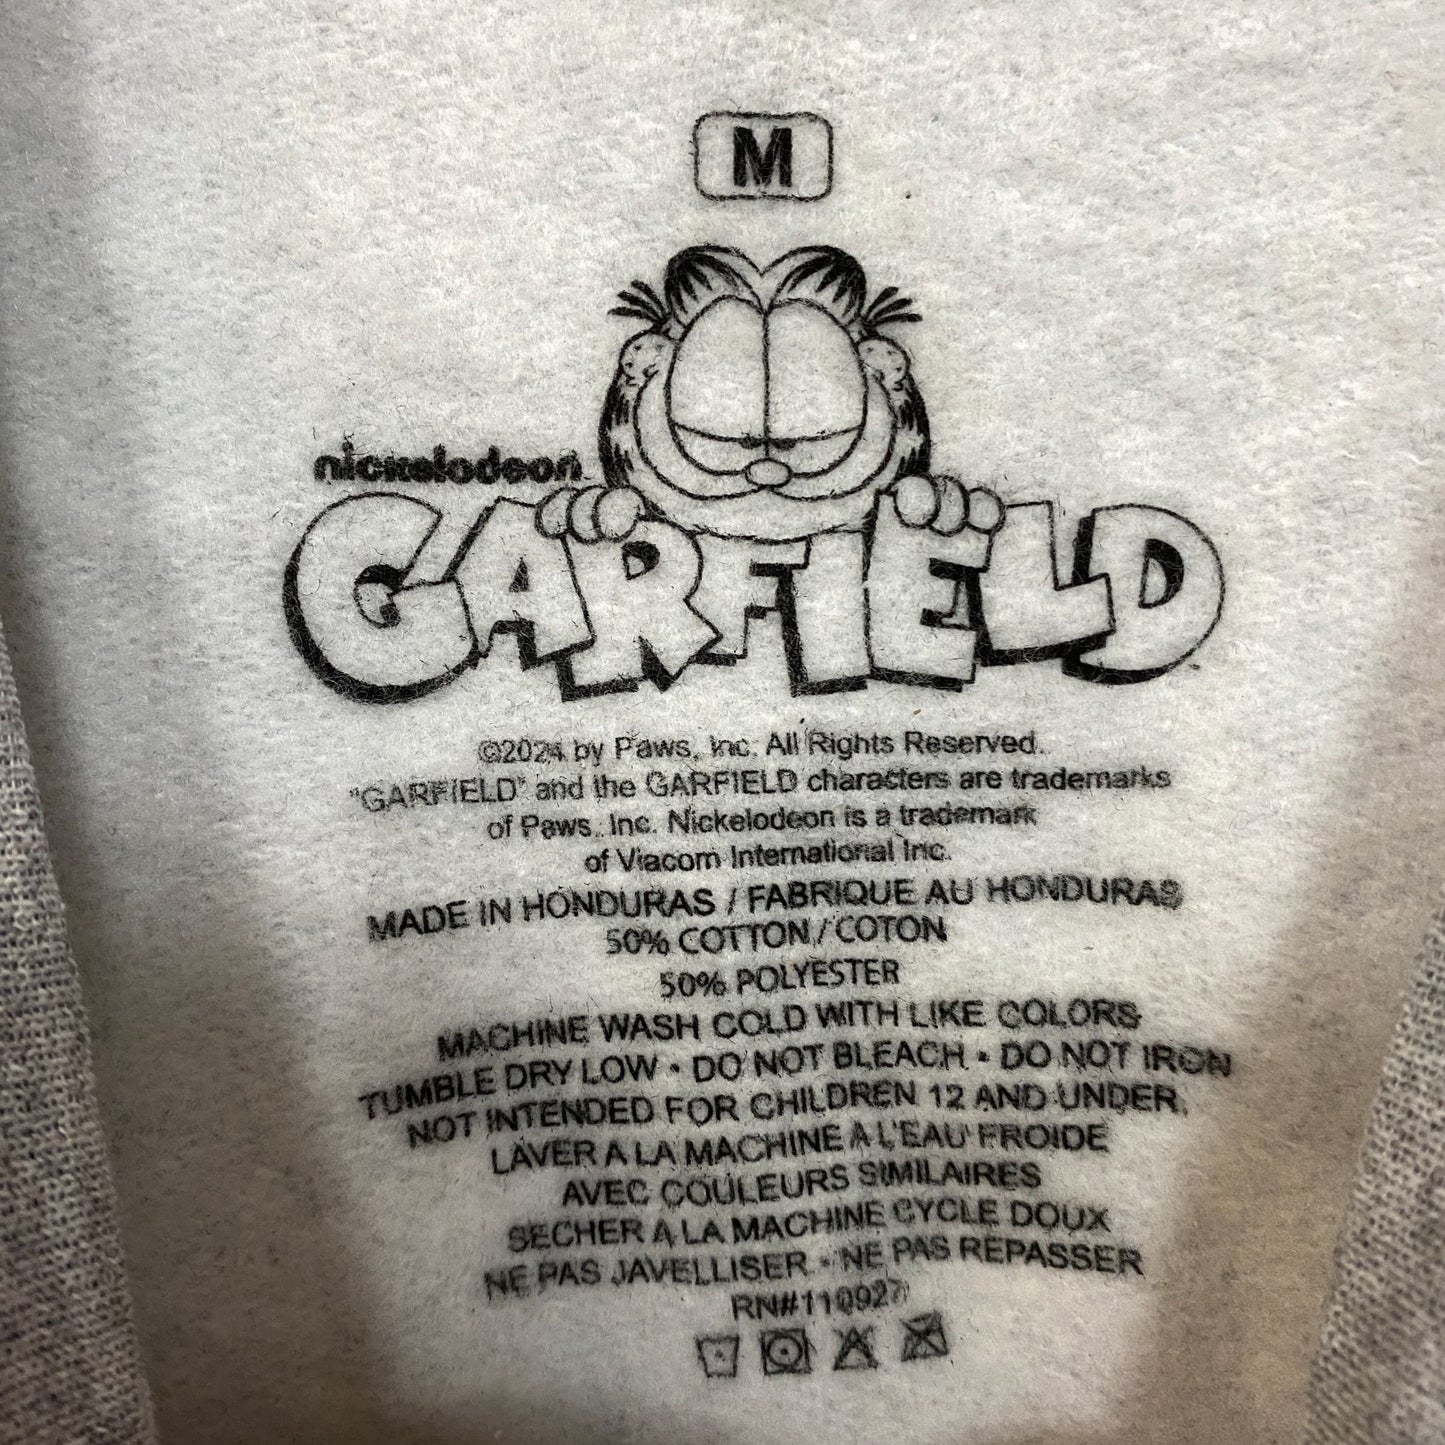 M
nickelodeon
GARFIELD
©2024 by Paws, Inc. All Rights Reserved.
"GARFIELD" and the GARFIELD characters are trademarks
of Paws, Inc. Nickelodeon is a trademark
of Viacom International Inc.
MADE IN HONDURAS / FABRIQUE AU HONDURAS
50% COTTON / COTON
50% POLYESTER
MACHINE WASH COLD WITH LIKE COLORS
TUMBLE DRY LOW • DO NOT BLEACH • DO NOT IRON
NOT INTENDED FOR CHILDREN 12 AND UNDER.
LAVER A LA MACHINE A L'EAU FROIDE
AVEC COULEURS SIMILAIRES
SECHER A LA MACHINE CYCLE DOUX
NE PAS JAVELLISER • NE PAS REPASSER
RN#110927